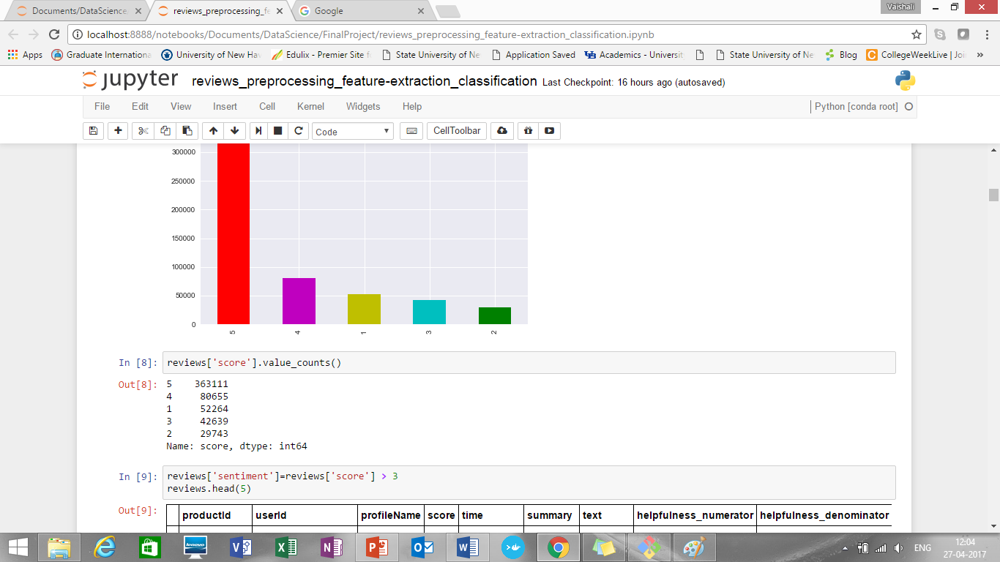 Documents/DataScience
reviews_preprocessing_fe
Google
Vaishali
localhost:8888/notebooks/Documents/DataScience/FinalProject/reviews_preprocessing_feature-extraction_classification.ipynb
Apps
Graduate Internationa
University of New Ha
Edulix - Premier Site f
State University of Ne
Application Saved
Academics - Universit
State University of Ne
Blog
CollegeWeekLive | Joi
»
jupyter
reviews_preprocessing_feature-extraction_classification Last Checkpoint: 16 hours ago (autosaved)
File Edit View Insert Cell Kernel Widgets Help
Python [conda root]
Code
CellToolbar
300000
250000
200000
150000
100000
50000
0
5 4 1 3 2
In [8]: reviews['score'].value_counts()
Out[8]: 5 363111
4 80655
1 52264
3 42639
2 29743
Name: score, dtype: int64
In [9]: reviews['sentiment']=reviews['score'] > 3
reviews.head(5)
Out[9]:
productId userId profileName score time summary text helpfulness_numerator helpfulness_denominator
lenovo
ENG
12:04
27-04-2017